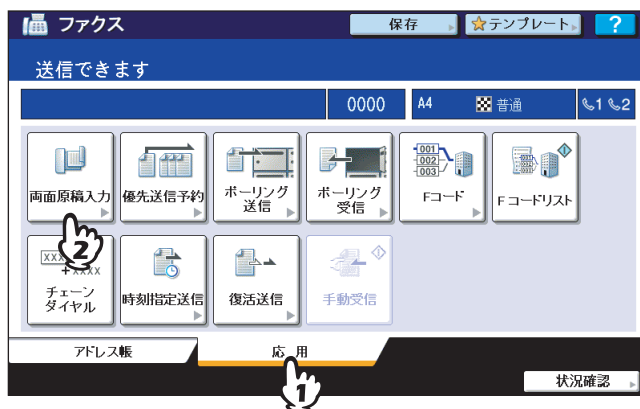 ファクス
保存
テンプレート
?
送信できます
0000
A4
普通
1
2
両面原稿入力
優先送信予約
ポーリング
送信
ポーリング
受信
001
002
003
Fコード
Fコードリスト
2
XXX
+XXXX
チェーン
ダイヤル
時刻指定送信
復活送信
手動受信
アドレス帳
応 用
1
状況確認